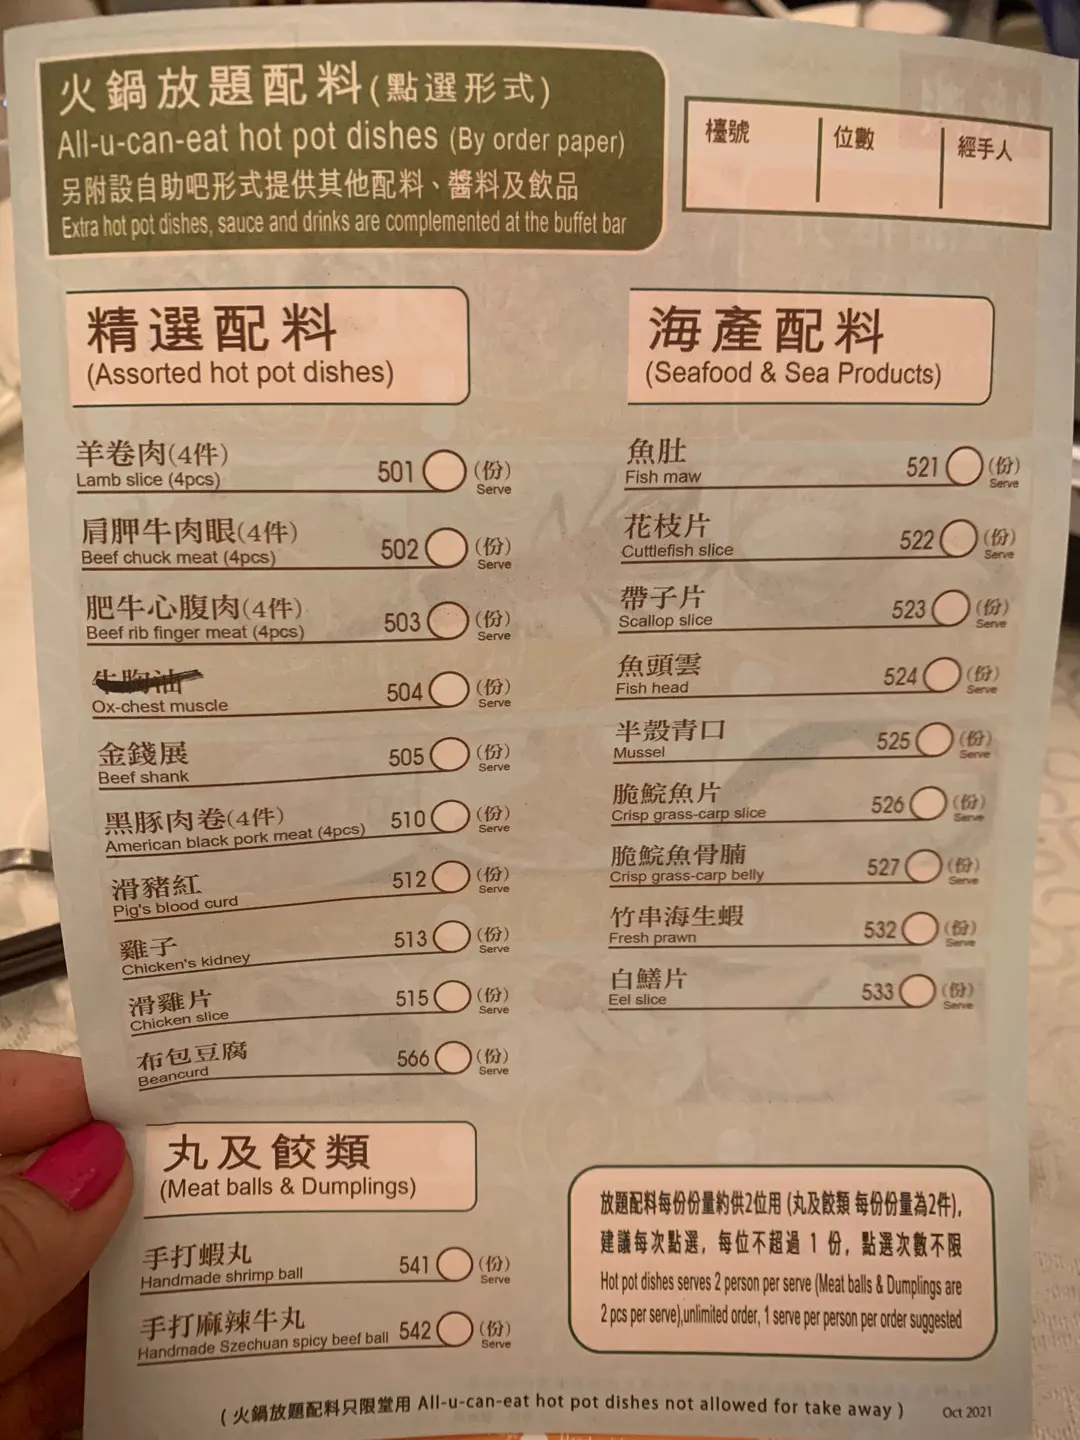 火鍋放題配料(點選形式)
All-u-can-eat hot pot dishes (By order paper)
另附設自助吧形式提供其他配料、醬料及飲品
Extra hot pot dishes, sauce and drinks are complemented at the buffet bar
檯號 位數 經手人
精選配料
(Assorted hot pot dishes)
羊卷肉(4件)
Lamb slice (4pcs) 501 (份) Serve
肩胛牛肉眼(4件)
Beef chuck meat (4pcs) 502 (份) Serve
肥牛心腹肉(4件)
Beef rib finger meat (4pcs) 503 (份) Serve
牛胸油
Ox-chest muscle 504 (份) Serve
金錢展
Beef shank 505 (份) Serve
黑豚肉卷(4件)
American black pork meat (4pcs) 510 (份) Serve
滑豬紅
Pig's blood curd 512 (份) Serve
雞子
Chicken's kidney 513 (份) Serve
滑雞片
Chicken slice 515 (份) Serve
布包豆腐
Beancurd 566 (份) Serve
丸及餃類
(Meat balls & Dumplings)
手打蝦丸
Handmade shrimp ball 541 (份) Serve
手打麻辣牛丸
Handmade Szechuan spicy beef ball 542 (份) Serve
海產配料
(Seafood & Sea Products)
魚肚
Fish maw 521 (份) Serve
花枝片
Cuttlefish slice 522 (份) Serve
帶子片
Scallop slice 523 (份) Serve
魚頭雲
Fish head 524 (份) Serve
半殼青口
Mussel 525 (份) Serve
脆鯇魚片
Crisp grass-carp slice 526 (份) Serve
脆鯇魚骨腩
Crisp grass-carp belly 527 (份) Serve
竹串海生蝦
Fresh prawn 532 (份) Serve
白鱔片
Eel slice 533 (份) Serve
放題配料每份份量約供2位用 (丸及餃類 每份份量為2件),
建議每次點選, 每位不超過 1 份, 點選次數不限
Hot pot dishes serves 2 person per serve (Meat balls & Dumplings are
2 pcs per serve),unlimited order, 1 serve per person per order suggested
( 火鍋放題配料只限堂用 All-u-can-eat hot pot dishes not allowed for take away )
Oct 2021